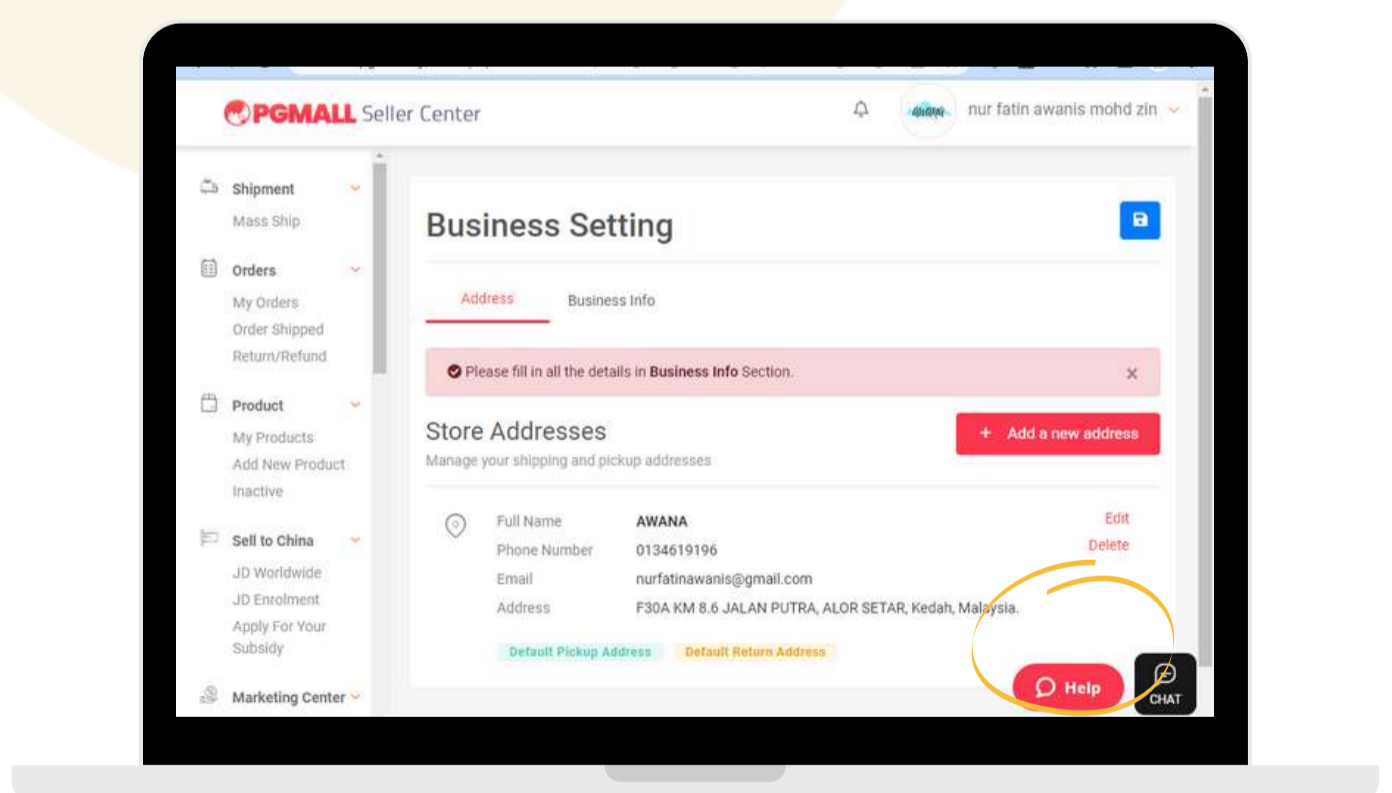 PGMALL Seller Center
nur fatin awanis mohd zin
Shipment
Mass Ship
Orders
My Orders
Order Shipped
Return/Refund
Product
My Products
Add New Product
Inactive
Sell to China
JD Worldwide
JD Enrolment
Apply For Your
Subsidy
Marketing Center
Business Setting
Address Business Info
Please fill in all the details in Business Info Section.
Store Addresses
+ Add a new address
Manage your shipping and pickup addresses
Full Name AWANA
Edit
Phone Number 0134619196
Delete
Email nurfatinawanis@gmail.com
Address F30A KM 8.6 JALAN PUTRA, ALOR SETAR, Kedah, Malaysia.
Default Pickup Address Default Return Address
Help
CHAT